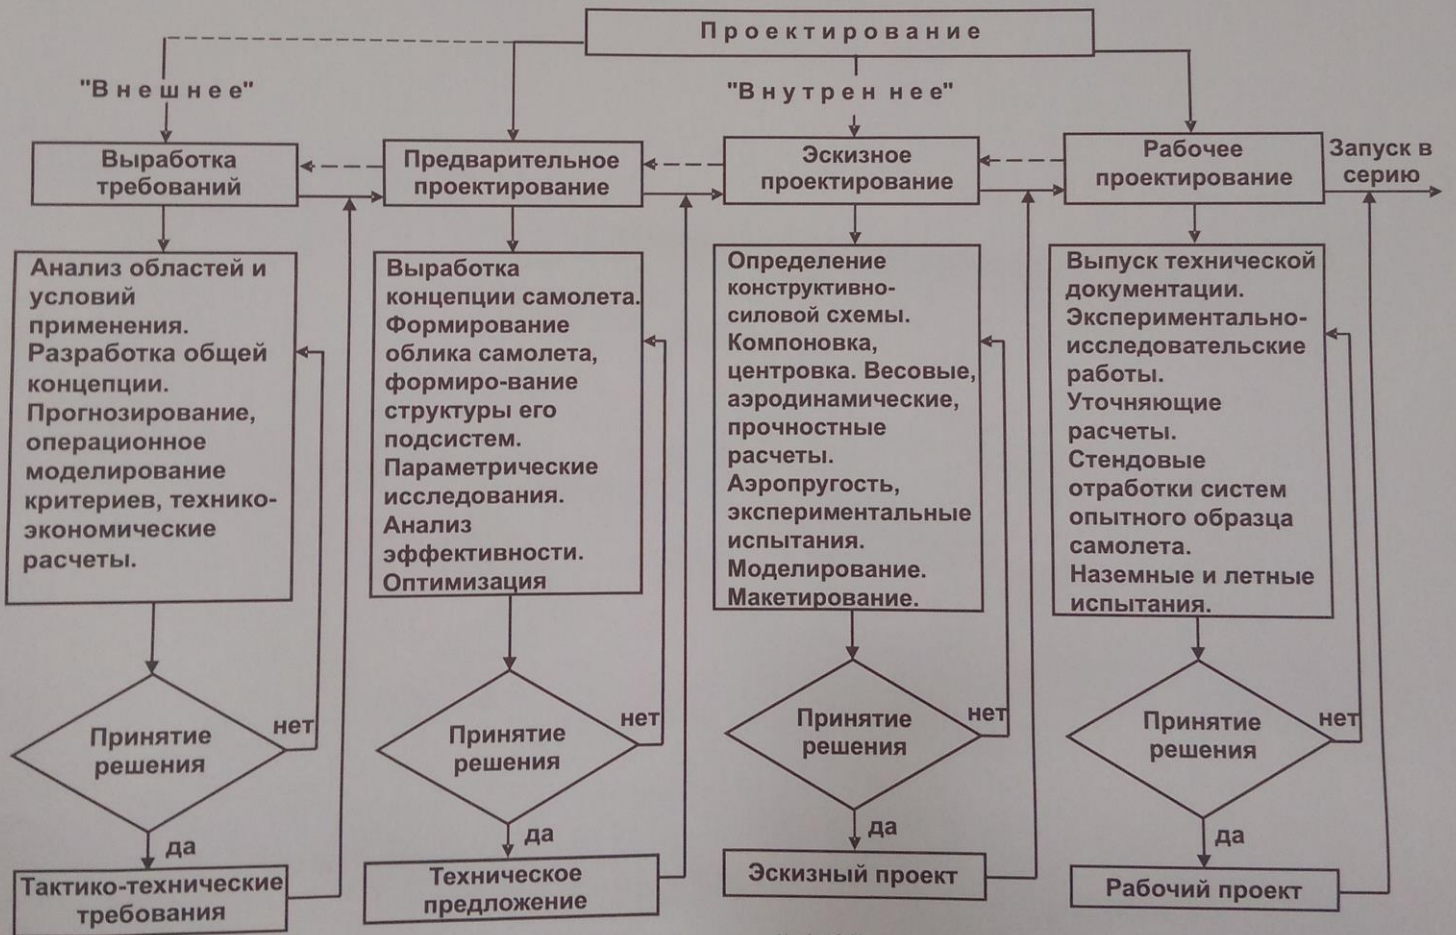 Проектирование
"Внешнее"
"Внутреннее"
Выработка
требований
Предварительное
проектирование
Эскизное
проектирование
Рабочее
проектирование
Запуск в
серию
Анализ областей и
условий
применения.
Разработка общей
концепции.
Прогнозирование,
операционное
моделирование
критериев, технико-
экономические
расчеты.
Выработка
концепции самолета.
Формирование
облика самолета,
формиро-вание
структуры его
подсистем.
Параметрические
исследования.
Анализ
эффективности.
Оптимизация
Определение
конструктивно-
силовой схемы.
Компоновка,
центровка. Весовые,
аэродинамические,
прочностные
расчеты.
Аэропругость,
экспериментальные
испытания.
Моделирование.
Макетирование.
Выпуск технической
документации.
Экспериментально-
исследовательские
работы.
Уточняющие
расчеты.
Стендовые
отработки систем
опытного образца
самолета.
Наземные и летные
испытания.
Принятие
решения
нет
да
Принятие
решения
нет
да
Принятие
решения
нет
да
Принятие
решения
нет
да
Тактико-технические
требования
Техническое
предложение
Эскизный проект
Рабочий проект